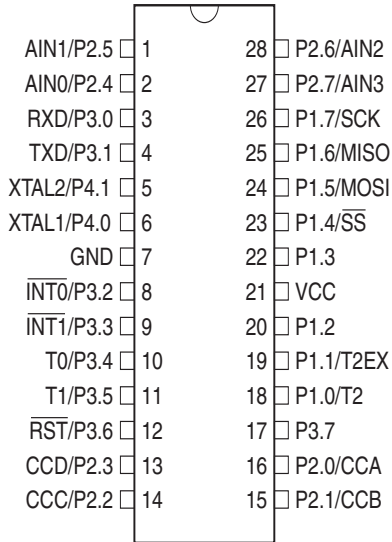 AIN1/P2.5 1 28 P2.6/AIN2
AIN0/P2.4 2 27 P2.7/AIN3
RXD/P3.0 3 26 P1.7/SCK
TXD/P3.1 4 25 P1.6/MISO
XTAL2/P4.1 5 24 P1.5/MOSI
XTAL1/P4.0 6 23 P1.4/S̅S̅
GND 7 22 P1.3
I̅N̅T̅0̅/P3.2 8 21 VCC
I̅N̅T̅1̅/P3.3 9 20 P1.2
T0/P3.4 10 19 P1.1/T2EX
T1/P3.5 11 18 P1.0/T2
R̅S̅T̅/P3.6 12 17 P3.7
CCD/P2.3 13 16 P2.0/CCA
CCC/P2.2 14 15 P2.1/CCB